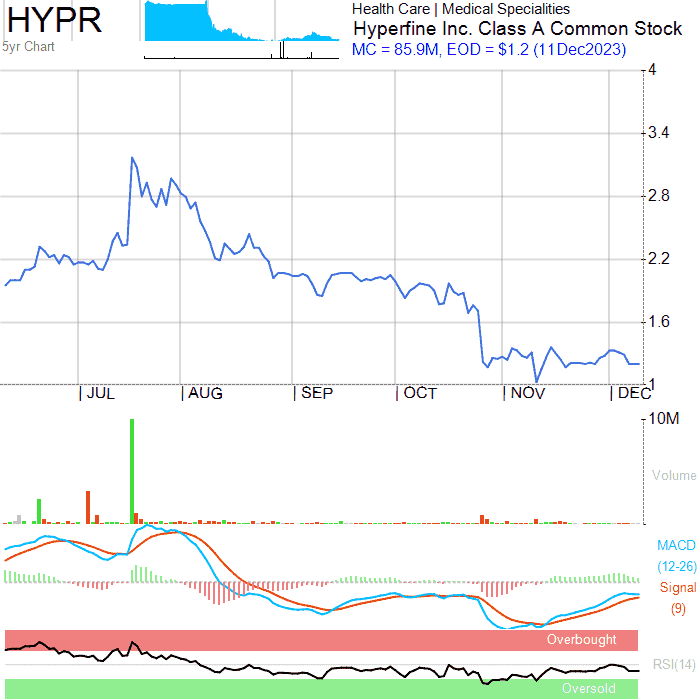 HYPR
5yr Chart
Health Care | Medical Specialities
Hyperfine Inc. Class A Common Stock
MC = 85.9M, EOD = $1.2 (11Dec2023)
4
3.4
2.8
2.2
1.6
1
| JUL | AUG | SEP | OCT | NOV | DEC
10M
Volume
MACD
(12-26)
Signal
(9)
Overbought
RSI(14)
Oversold